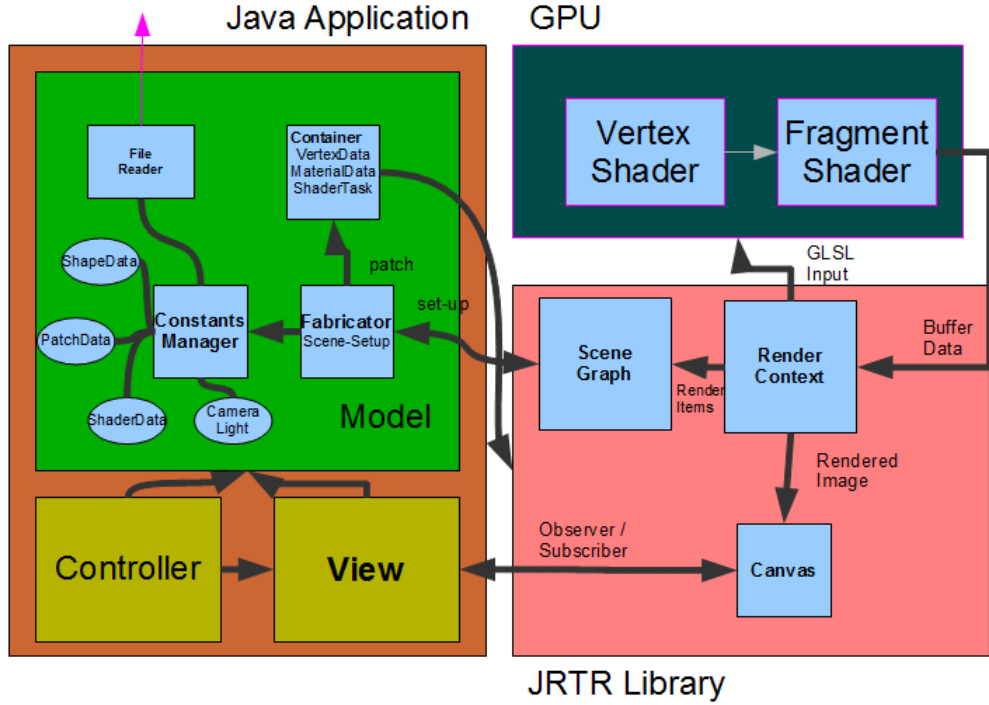 Java Application
GPU
File
Reader
Container
VertexData
MaterialData
ShaderTask
Vertex
Shader
Fragment
Shader
patch
GLSL
Input
ShapeData
PatchData
ShaderData
Camera
Light
Constants
Manager
Fabricator
Scene-Setup
set-up
Model
Scene
Graph
Render
Items
Render
Context
Buffer
Data
Rendered
Image
Controller
View
Observer /
Subscriber
Canvas
JRTR Library